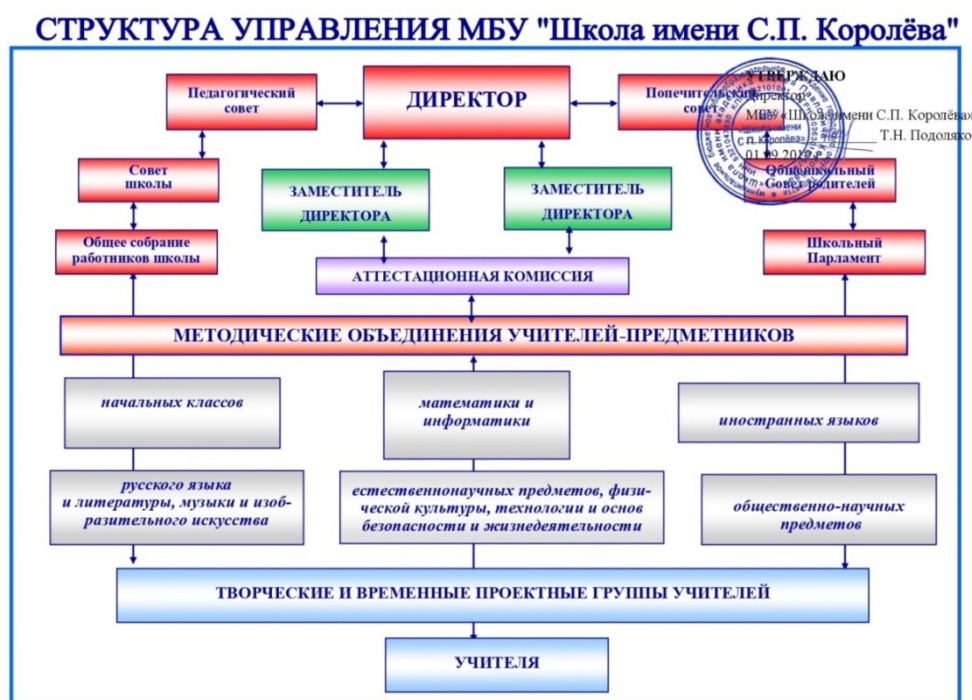 СТРУКТУРА УПРАВЛЕНИЯ МБУ "Школа имени С.П. Королёва"
Педагогический
совет
ДИРЕКТОР
Попечительский
совет
УТВЕРЖДАЮ
Директор
МБУ «Школа имени С.П. Королёва»
Т.Н. Подоляко
Совет
школы
ЗАМЕСТИТЕЛЬ
ДИРЕКТОРА
ЗАМЕСТИТЕЛЬ
ДИРЕКТОРА
Общешкольный
Совет родителей
Общее собрание
работников школы
АТТЕСТАЦИОННАЯ КОМИССИЯ
Школьный
Парламент
МЕТОДИЧЕСКИЕ ОБЪЕДИНЕНИЯ УЧИТЕЛЕЙ-ПРЕДМЕТНИКОВ
начальных классов
математики и
информатики
иностранных языков
русского языка
и литературы, музыки и изоб-
разительного искусства
естественнонаучных предметов, физи-
ческой культуры, технологии и основ
безопасности и жизнедеятельности
общественно-научных
предметов
ТВОРЧЕСКИЕ И ВРЕМЕННЫЕ ПРОЕКТНЫЕ ГРУППЫ УЧИТЕЛЕЙ
УЧИТЕЛЯ